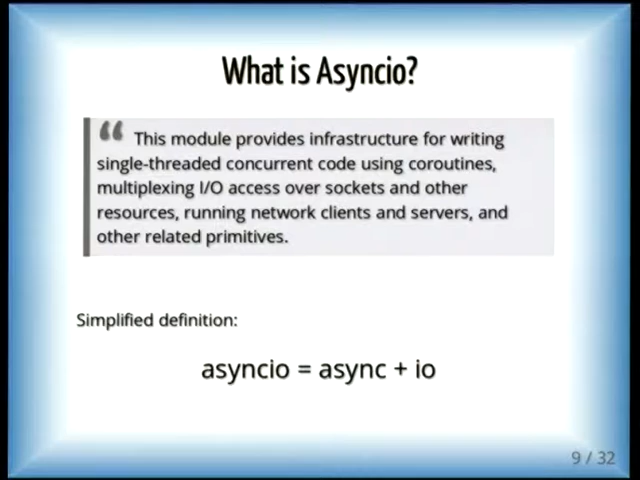 What is Asyncio?
“ This module provides infrastructure for writing
single-threaded concurrent code using coroutines,
multiplexing I/O access over sockets and other
resources, running network clients and servers, and
other related primitives.
Simplified definition:
asyncio = async + io
9 / 32